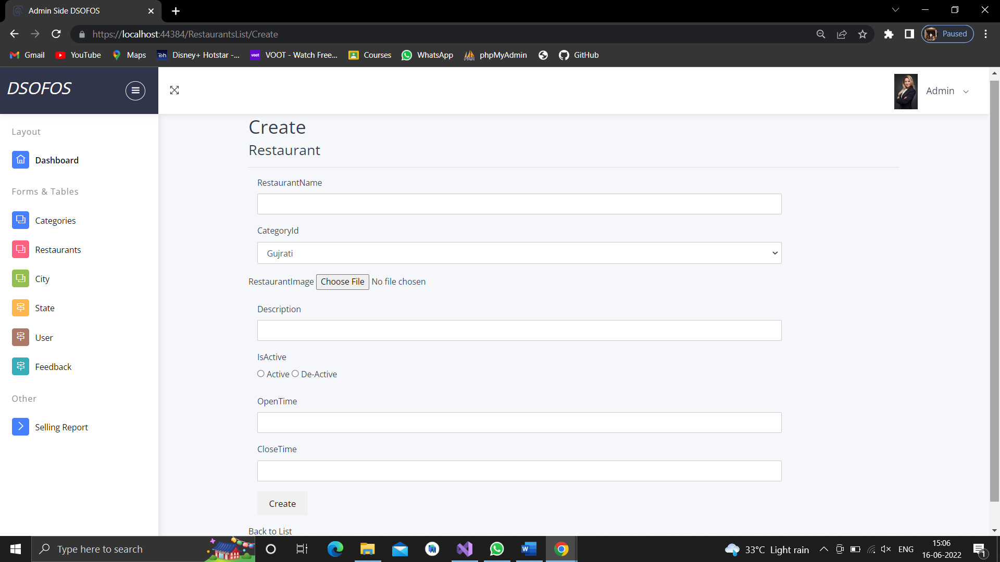 Admin Side DSOFOS
https://localhost:44384/RestaurantsList/Create
Paused
Gmail YouTube Maps Disney+ Hotstar -... VOOT - Watch Free... Courses WhatsApp phpMyAdmin GitHub
DSOFOS
Admin
Layout
Dashboard
Forms & Tables
Categories
Restaurants
City
State
User
Feedback
Other
Selling Report
Create
Restaurant
RestaurantName
CategoryId
Gujrati
RestaurantImage Choose File No file chosen
Description
IsActive
Active De-Active
OpenTime
CloseTime
Create
Back to List
Type here to search
33°C Light rain
ENG
15:06
16-06-2022
1